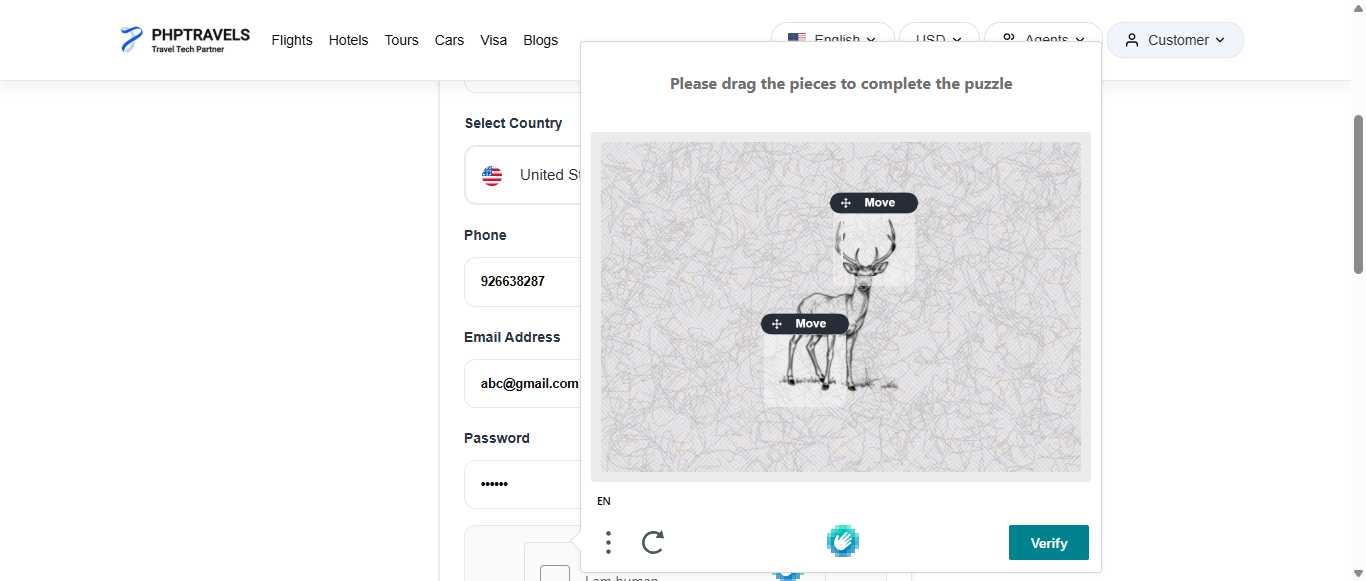 PHPTRAVELS
Travel Tech Partner
Flights Hotels Tours Cars Visa Blogs
English USD Agents Customer
Please drag the pieces to complete the puzzle
Select Country
United St
Move
Phone
926638287
Move
Email Address
abc@gmail.com
Password
EN
Verify
I am human